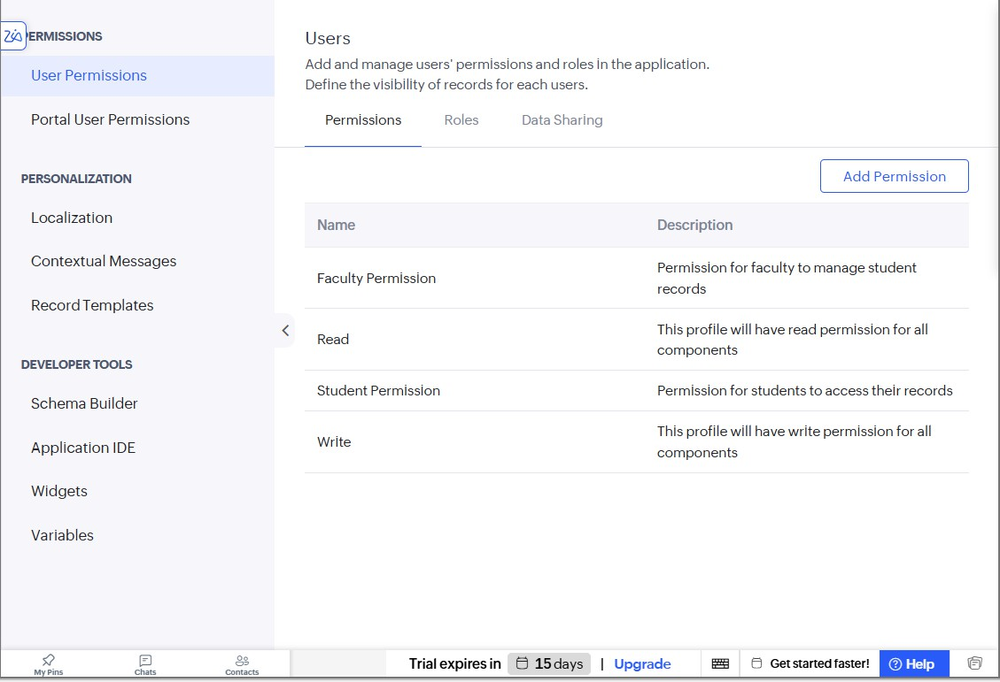 PERMISSIONS
User Permissions
Portal User Permissions
PERSONALIZATION
Localization
Contextual Messages
Record Templates
DEVELOPER TOOLS
Schema Builder
Application IDE
Widgets
Variables
Users
Add and manage users' permissions and roles in the application.
Define the visibility of records for each users.
Permissions Roles Data Sharing
Add Permission
Name Description
Faculty Permission Permission for faculty to manage student
records
Read This profile will have read permission for all
components
Student Permission Permission for students to access their records
Write This profile will have write permission for all
components
My Pins Chats Contacts
Trial expires in 15 days | Upgrade Get started faster! Help